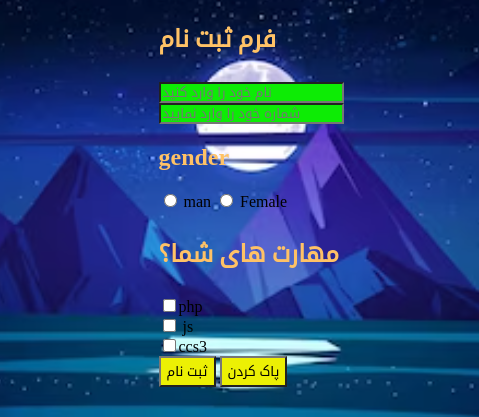 فرم ثبت نام
نام خود را وارد کنید
شماره خود را وارد نمایید
gender
man Female
مهارت های شما؟
php
js
ccs3
ثبت نام پاک کردن